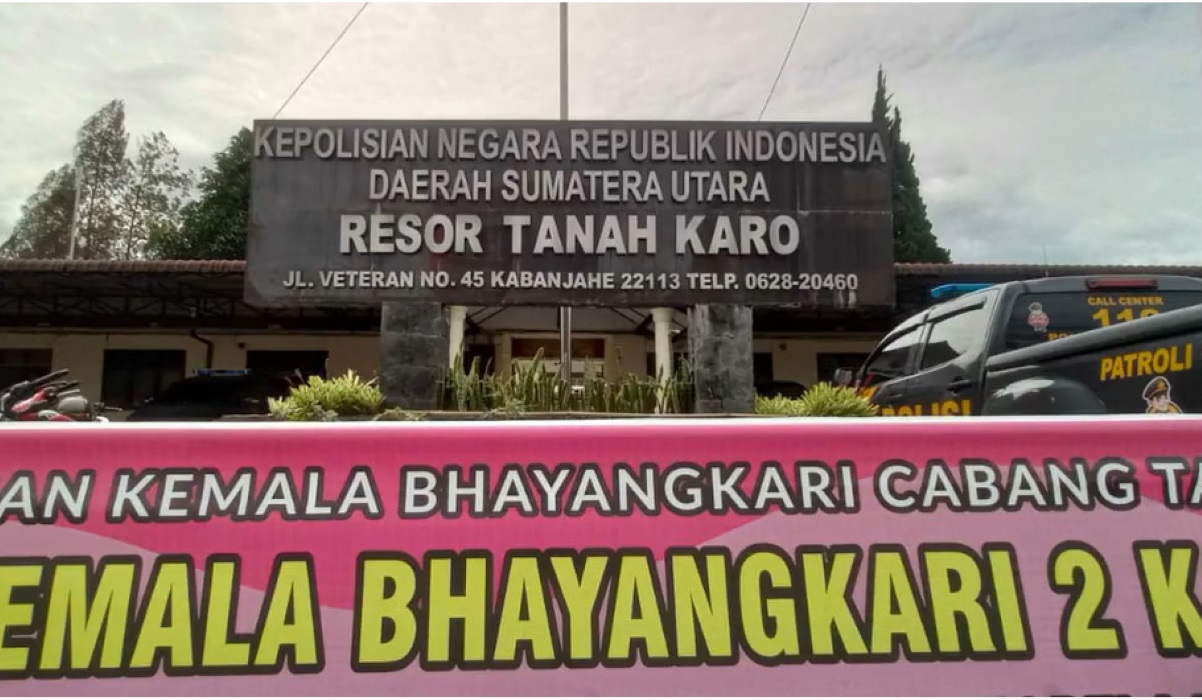 KEPOLISIAN NEGARA REPUBLIK INDONESIA
DAERAH SUMATERA UTARA
RESOR TANAH KARO
JL. VETERAN NO. 45 KABANJAHE 22113 TELP. 0628-20460
CALL CENTER
PATROLI
POLISI
AN KEMALA BHAYANGKARI CABANG TA
EMALA BHAYANGKARI 2 K